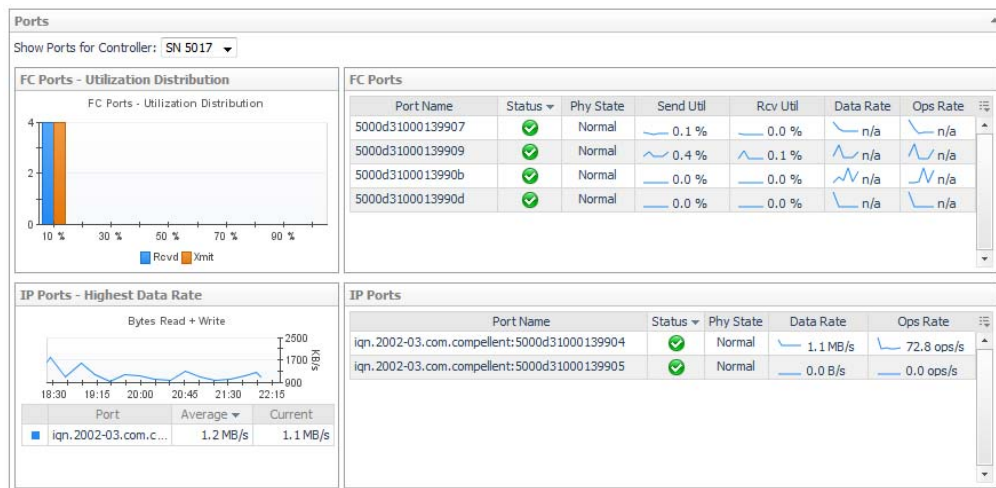 Ports
Show Ports for Controller: SN 5017
FC Ports - Utilization Distribution
FC Ports - Utilization Distribution
4
2
0
10 % 30 % 50 % 70 % 90 %
Rcvd Xmit
FC Ports
Port Name Status Phy State Send Util Rcv Util Data Rate Ops Rate
5000d31000139907 Normal 0.1 % 0.0 % n/a n/a
5000d31000139909 Normal 0.4 % 0.1 % n/a n/a
5000d3100013990b Normal 0.0 % 0.0 % n/a n/a
5000d3100013990d Normal 0.0 % 0.0 % n/a n/a
IP Ports - Highest Data Rate
Bytes Read + Write
2500
1700
900
KB/s
18:30 19:15 20:00 20:45 21:30 22:15
Port Average Current
iqn.2002-03.com.c... 1.2 MB/s 1.1 MB/s
IP Ports
Port Name Status Phy State Data Rate Ops Rate
iqn.2002-03.com.compellent:5000d31000139904 Normal 1.1 MB/s 72.8 ops/s
iqn.2002-03.com.compellent:5000d31000139905 Normal 0.0 B/s 0.0 ops/s